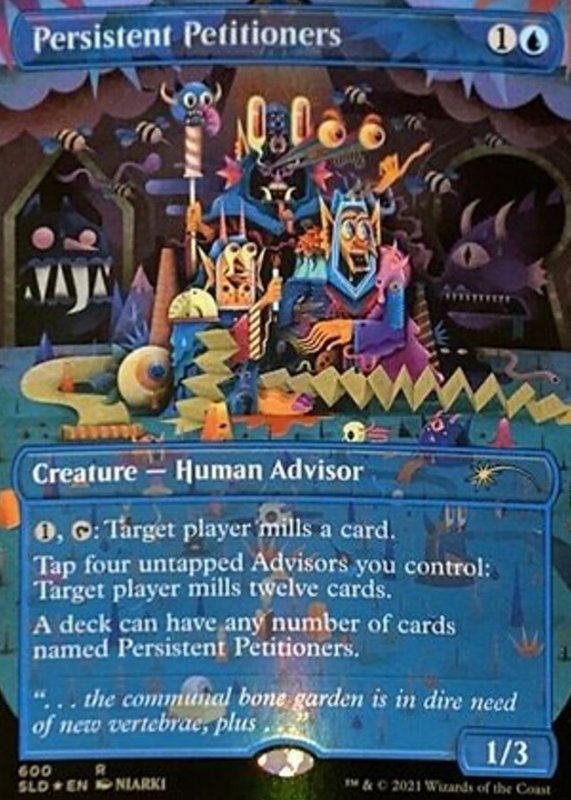 Persistent Petitioners 1
Creature — Human Advisor
1, : Target player mills a card.
Tap four untapped Advisors you control:
Target player mills twelve cards.
A deck can have any number of cards
named Persistent Petitioners.
“. . . the communal bone garden is in dire need
of new vertebrae, plus . . .”
1/3
600 R
SLD ★ EN NIARKI ™ & © 2021 Wizards of the Coast